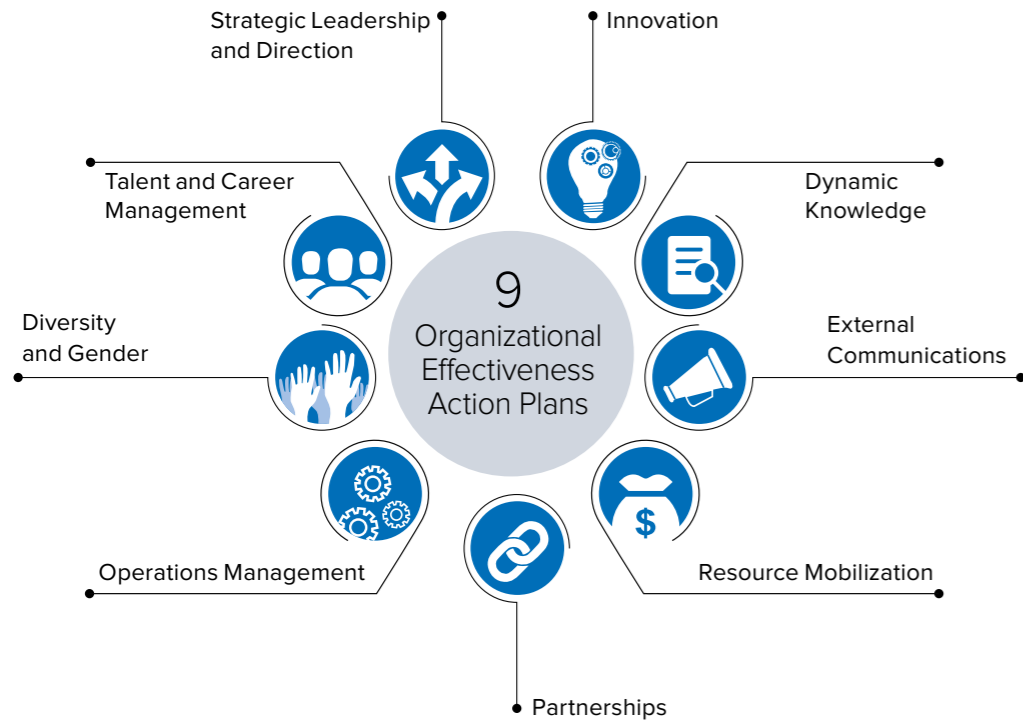 Strategic Leadership
and Direction
Innovation
Talent and Career
Management
Dynamic
Knowledge
9
Organizational
Effectiveness
Action Plans
Diversity
and Gender
External
Communications
$
Operations Management
Resource Mobilization
Partnerships